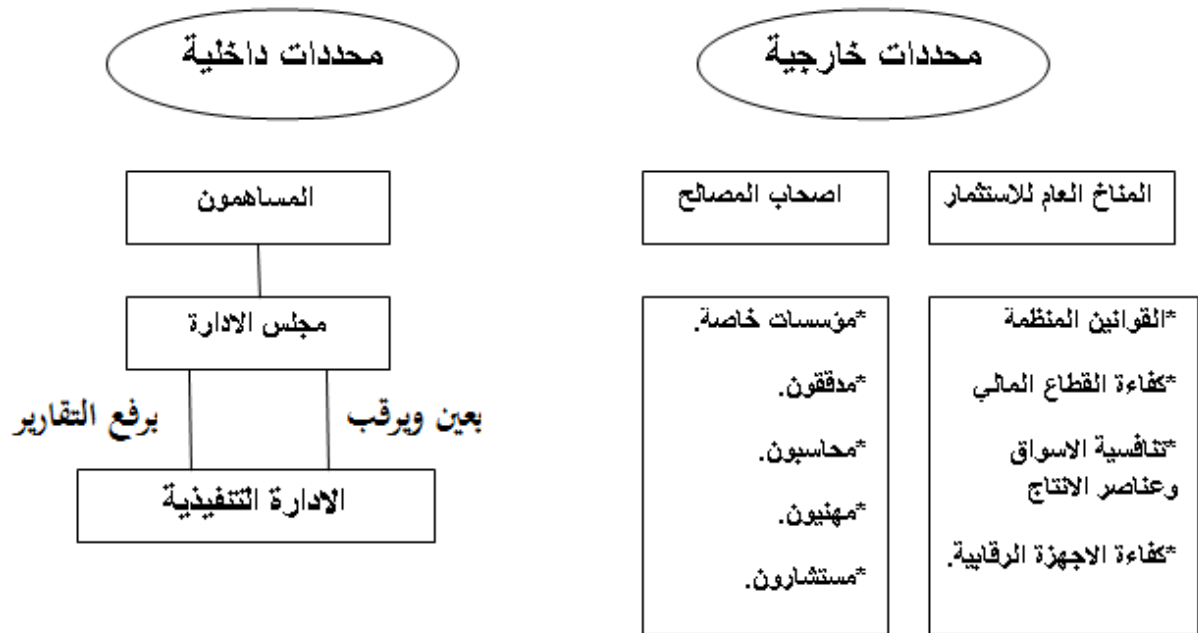 محددات خارجية
محددات داخلية
المناخ العام للاستثمار
اصحاب المصالح
المساهمون
*القوانين المنظمة
*كفاءة القطاع المالي
*تنافسية الاسواق
وعناصر الانتاج
*كفاءة الاجهزة الرقابية.
*مؤسسات خاصة.
*مدققون.
*محاسبون.
*مهنيون.
*مستشارون.
مجلس الادارة
بعين ويرقب
يرفع التقارير
الادارة التنفيذية